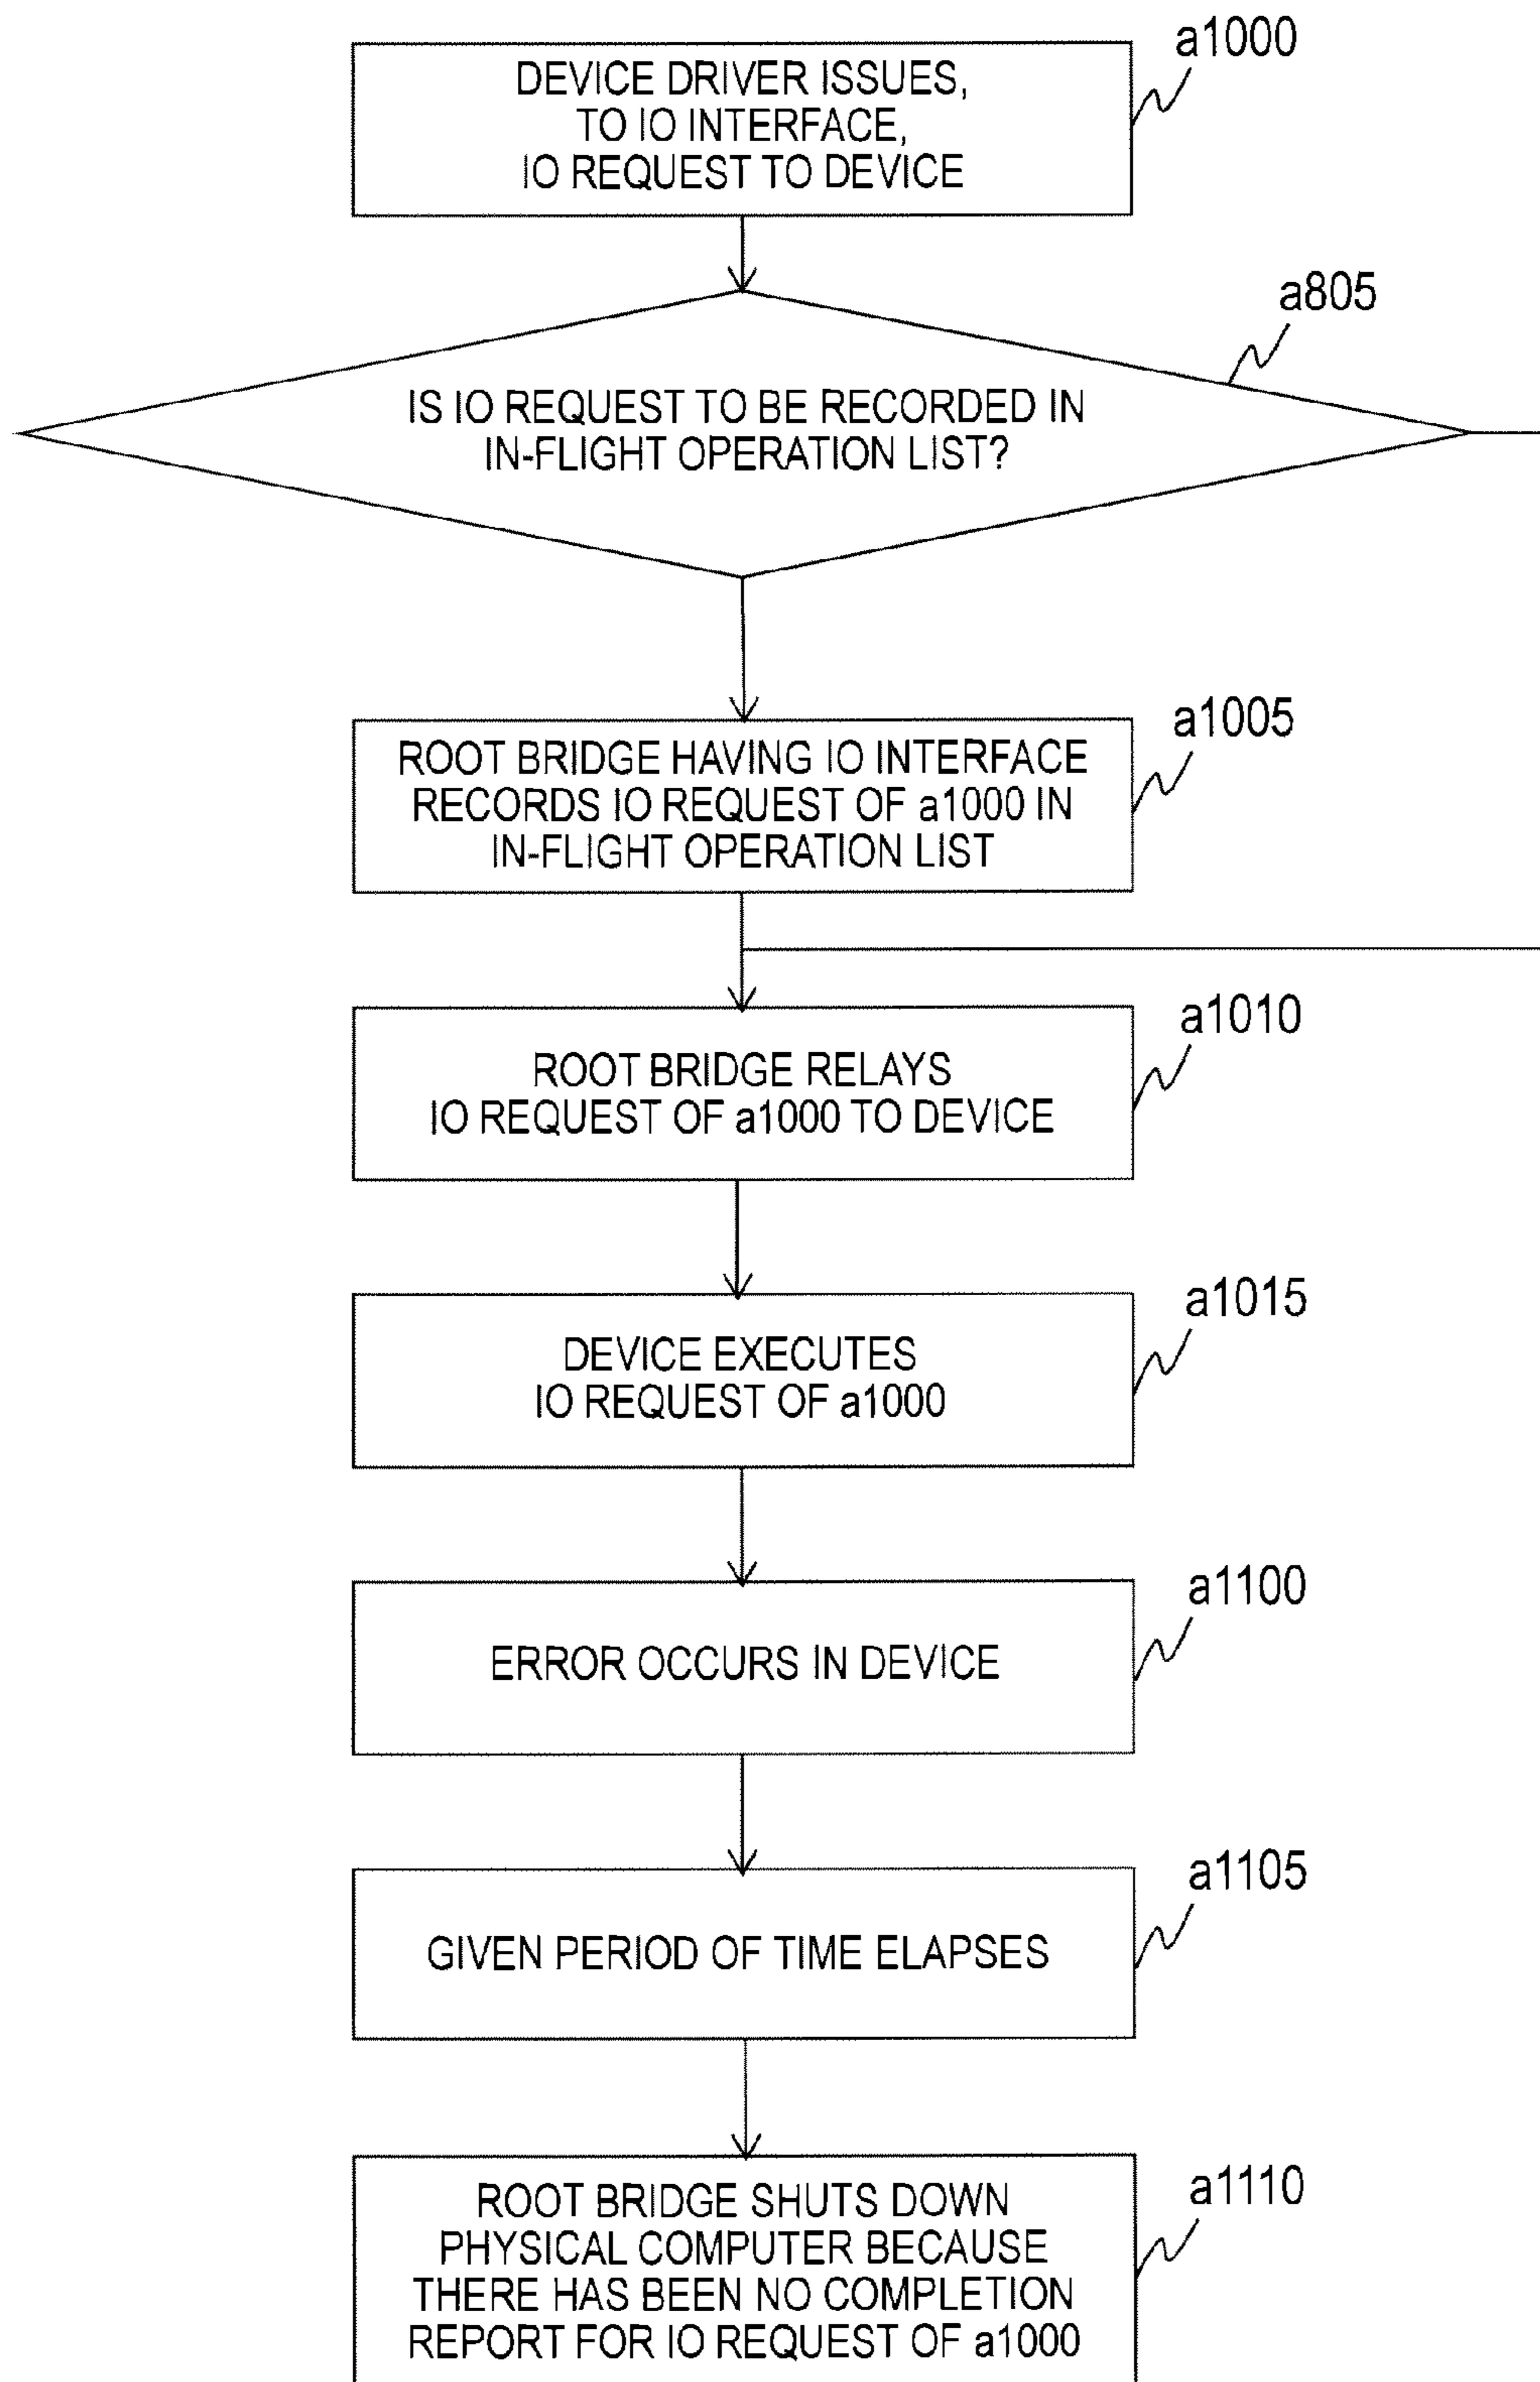 a1000
DEVICE DRIVER ISSUES,
TO IO INTERFACE,
IO REQUEST TO DEVICE
a805
IS IO REQUEST TO BE RECORDED IN
IN-FLIGHT OPERATION LIST?
a1005
ROOT BRIDGE HAVING IO INTERFACE
RECORDS IO REQUEST OF a1000 IN
IN-FLIGHT OPERATION LIST
a1010
ROOT BRIDGE RELAYS
IO REQUEST OF a1000 TO DEVICE
a1015
DEVICE EXECUTES
IO REQUEST OF a1000
a1100
ERROR OCCURS IN DEVICE
a1105
GIVEN PERIOD OF TIME ELAPSES
a1110
ROOT BRIDGE SHUTS DOWN
PHYSICAL COMPUTER BECAUSE
THERE HAS BEEN NO COMPLETION
REPORT FOR IO REQUEST OF a1000